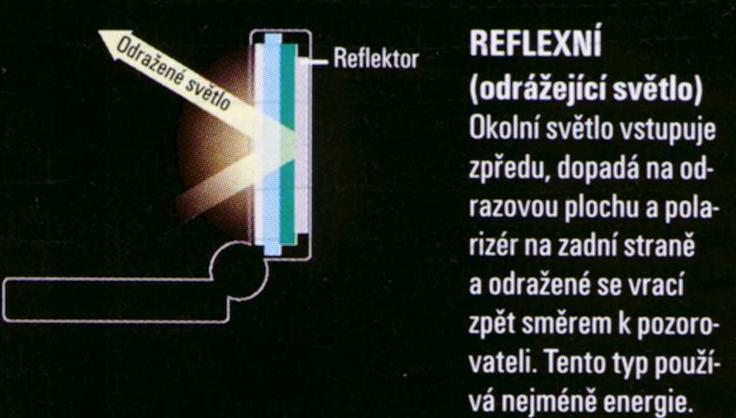 Odražené světlo
Reflektor
REFLEXNÍ
(odrážející světlo)
Okolní světlo vstupuje
zpředu, dopadá na od-
razovou plochu a pola-
rizér na zadní straně
a odražené se vrací
zpět směrem k pozoro-
vateli. Tento typ použí-
vá nejméně energie.